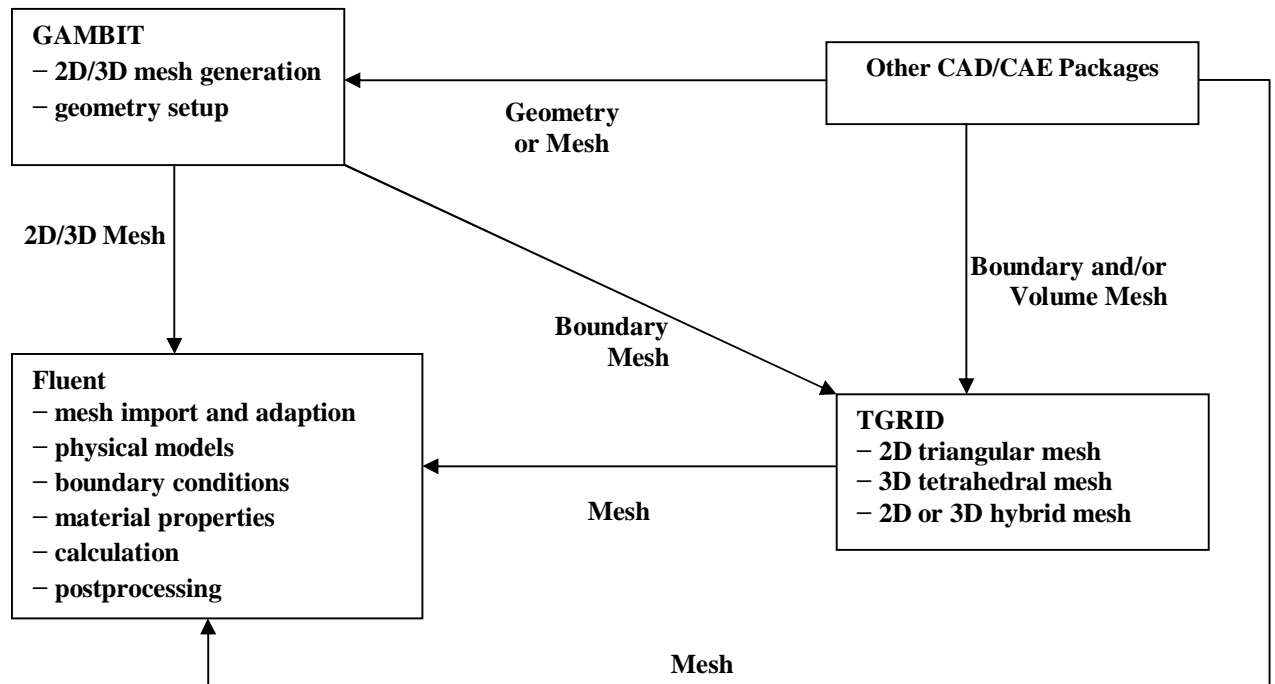 GAMBIT
− 2D/3D mesh generation
− geometry setup
Other CAD/CAE Packages
Geometry
or Mesh
2D/3D Mesh
Boundary and/or
Volume Mesh
Boundary
Mesh
Fluent
− mesh import and adaption
− physical models
− boundary conditions
− material properties
− calculation
− postprocessing
TGRID
− 2D triangular mesh
− 3D tetrahedral mesh
− 2D or 3D hybrid mesh
Mesh
Mesh